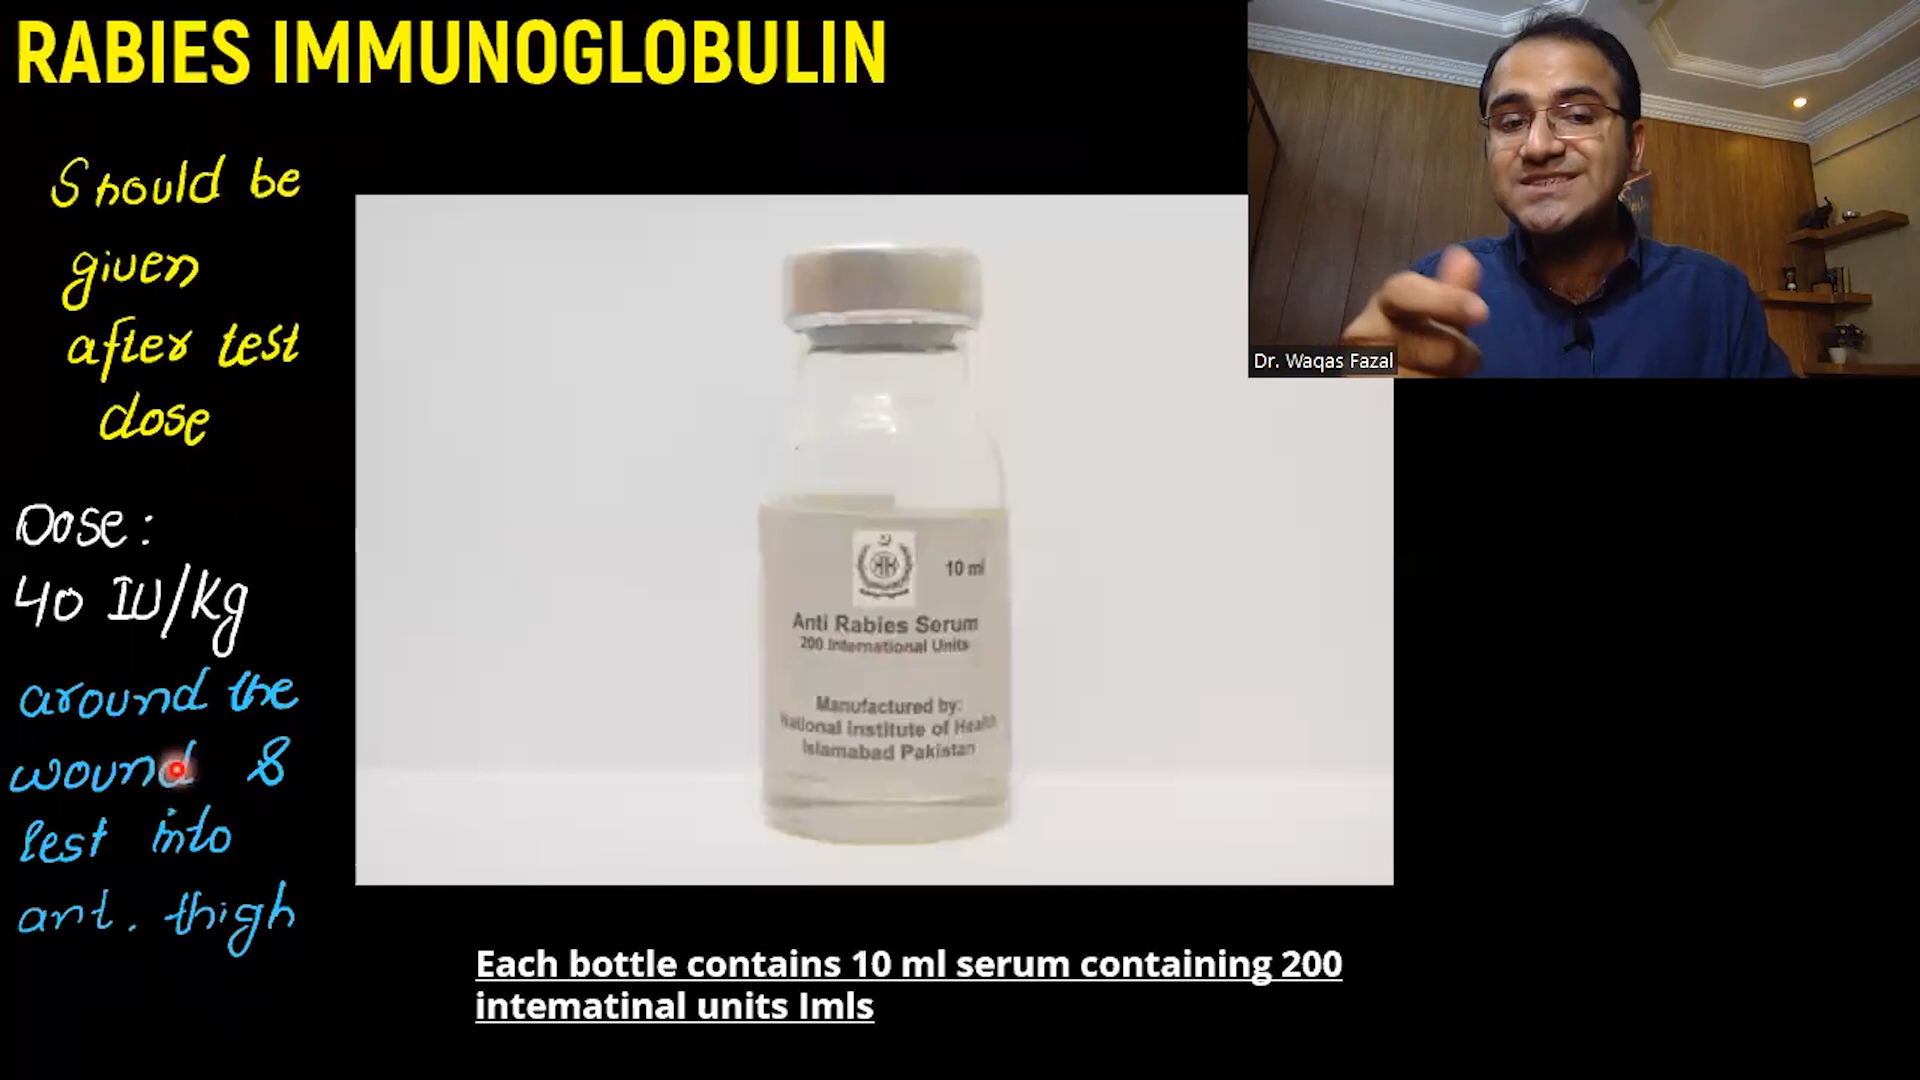 RABIES IMMUNOGLOBULIN
Should be
given
after test
dose
Dose:
40 IU/Kg
around the
wound &
rest into
ant. thigh
10 ml
Anti Rabies Serum
200 International Units
Manufactured by:
National Institute of Health
Islamabad Pakistan
Dr. Waqas Fazal
Each bottle contains 10 ml serum containing 200
intematinal units Imls